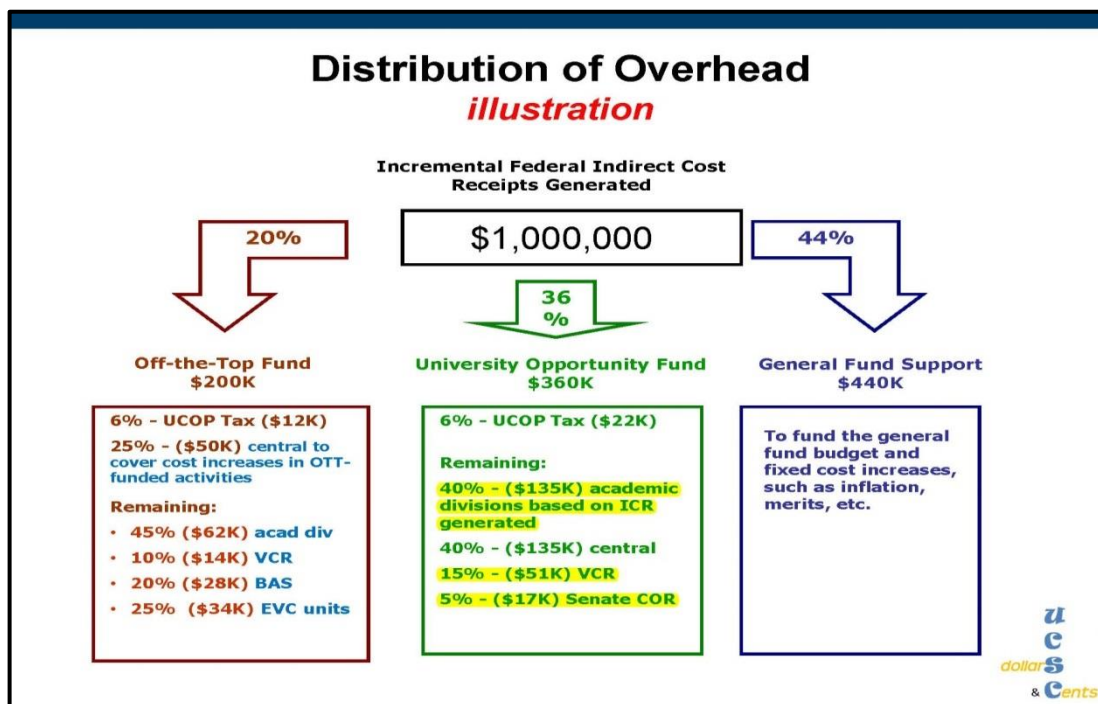 Distribution of Overhead
illustration
Incremental Federal Indirect Cost
Receipts Generated
20%
$1,000,000
44%
36
%
Off-the-Top Fund
$200K
6% - UCOP Tax ($12K)
25% - ($50K) central to
cover cost increases in OTT-
funded activities
Remaining:
• 45% ($62K) acad div
• 10% ($14K) VCR
• 20% ($28K) BAS
• 25% ($34K) EVC units
University Opportunity Fund
$360K
6% - UCOP Tax ($22K)
Remaining:
40% - ($135K) academic
divisions based on ICR
generated
40% - ($135K) central
15% - ($51K) VCR
5% - ($17K) Senate COR
General Fund Support
$440K
To fund the general
fund budget and
fixed cost increases,
such as inflation,
merits, etc.
u
c
dollarS
& Cents